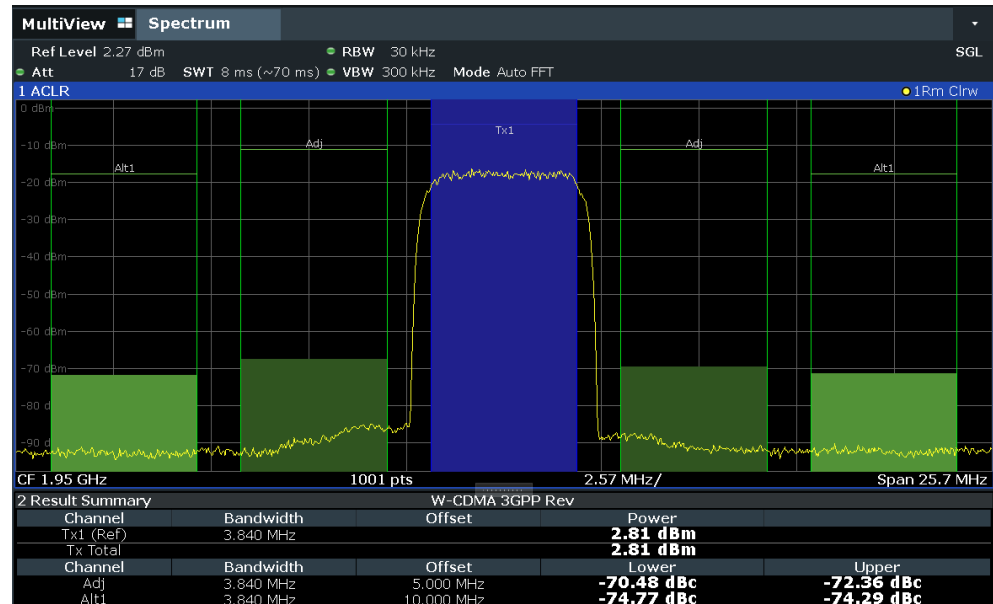 MultiView Spectrum
Ref Level 2.27 dBm RBW 30 kHz SGL
Att 17 dB SWT 8 ms (~70 ms) VBW 300 kHz Mode Auto FFT
1 ACLR 1Rm Clrw
0 dBm
Tx1
-10 dBm Adj Adj
Alt1 Alt1
-20 dBm
-30 dBm
-40 dBm
-50 dBm
-60 dBm
-70 dBm
-80 d
-90 d
CF 1.95 GHz 1001 pts 2.57 MHz/ Span 25.7 MHz
2 Result Summary W-CDMA 3GPP Rev
Channel Bandwidth Offset Power
Tx1 (Ref) 3.840 MHz 2.81 dBm
Tx Total 2.81 dBm
Channel Bandwidth Offset Lower Upper
Adj 3.840 MHz 5.000 MHz -70.48 dBc -72.36 dBc
Alt1 3.840 MHz 10.000 MHz -74.77 dBc -74.29 dBc